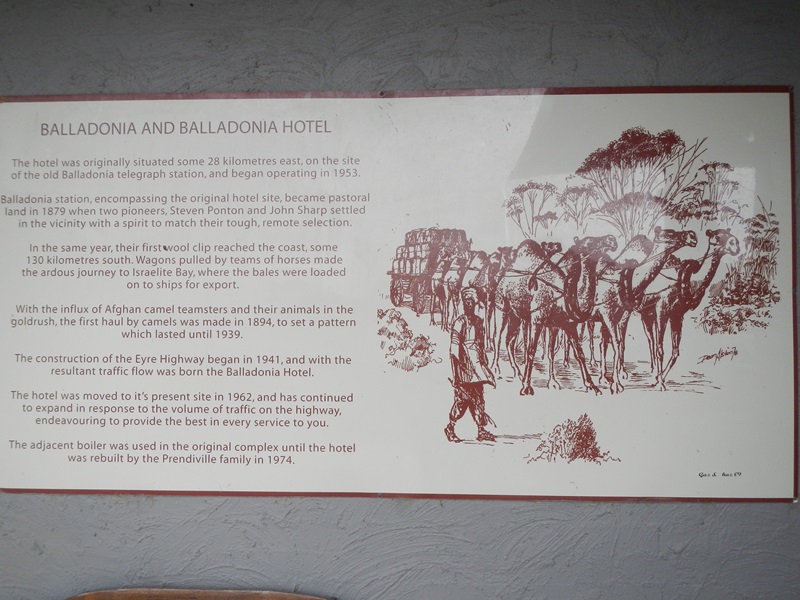 BALLADONIA AND BALLADONIA HOTEL
The hotel was originally situated some 28 kilometres east, on the site
of the old Balladonia telegraph station, and began operating in 1953.
Balladonia station, encompassing the original hotel site, became pastoral
land in 1879 when two pioneers, Steven Ponton and John Sharp settled
in the vicinity with a spirit to match their tough, remote selection.
In the same year, their first wool clip reached the coast, some
130 kilometres south. Wagons pulled by teams of horses made
the ardous journey to Israelite Bay, where the bales were loaded
on to ships for export.
With the influx of Afghan camel teamsters and their animals in the
goldrush, the first haul by camels was made in 1894, to set a pattern
which lasted until 1939.
The construction of the Eyre Highway began in 1941, and with the
resultant traffic flow was born the Balladonia Hotel.
The hotel was moved to it's present site in 1962, and has continued
to expand in response to the volume of traffic on the highway,
endeavouring to provide the best in every service to you.
The adjacent boiler was used in the original complex until the hotel
was rebuilt by the Prendiville family in 1974.